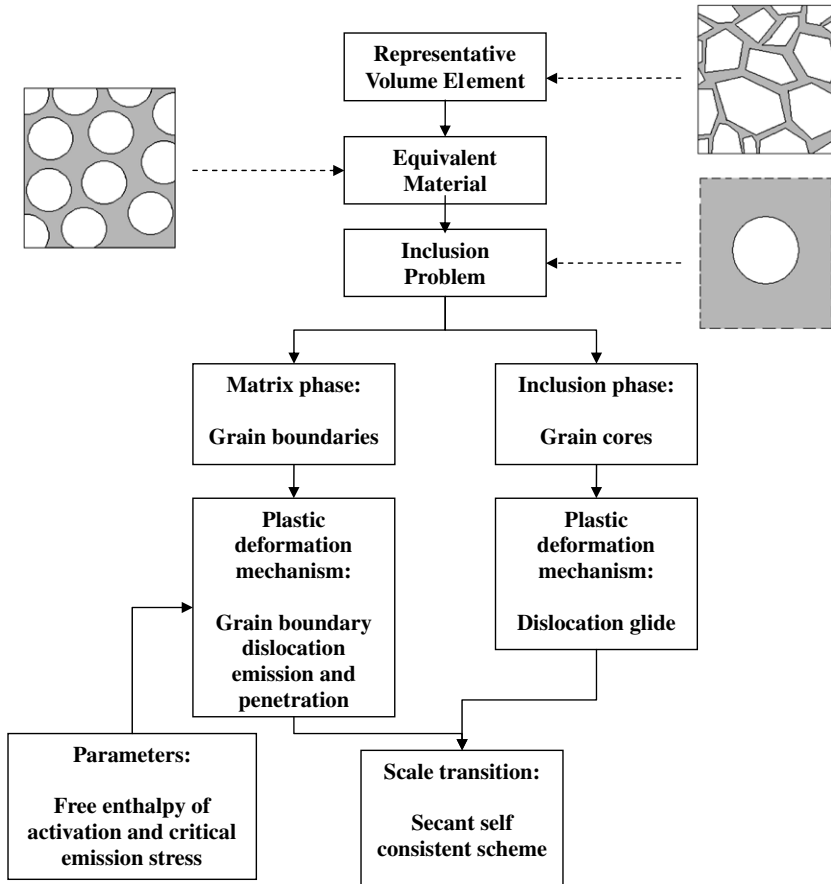 Representative
Volume Element
Equivalent
Material
Inclusion
Problem
Matrix phase:
Grain boundaries
Inclusion phase:
Grain cores
Plastic
deformation
mechanism:
Grain boundary
dislocation
emission and
penetration
Plastic
deformation
mechanism:
Dislocation glide
Parameters:
Free enthalpy of
activation and critical
emission stress
Scale transition:
Secant self
consistent scheme